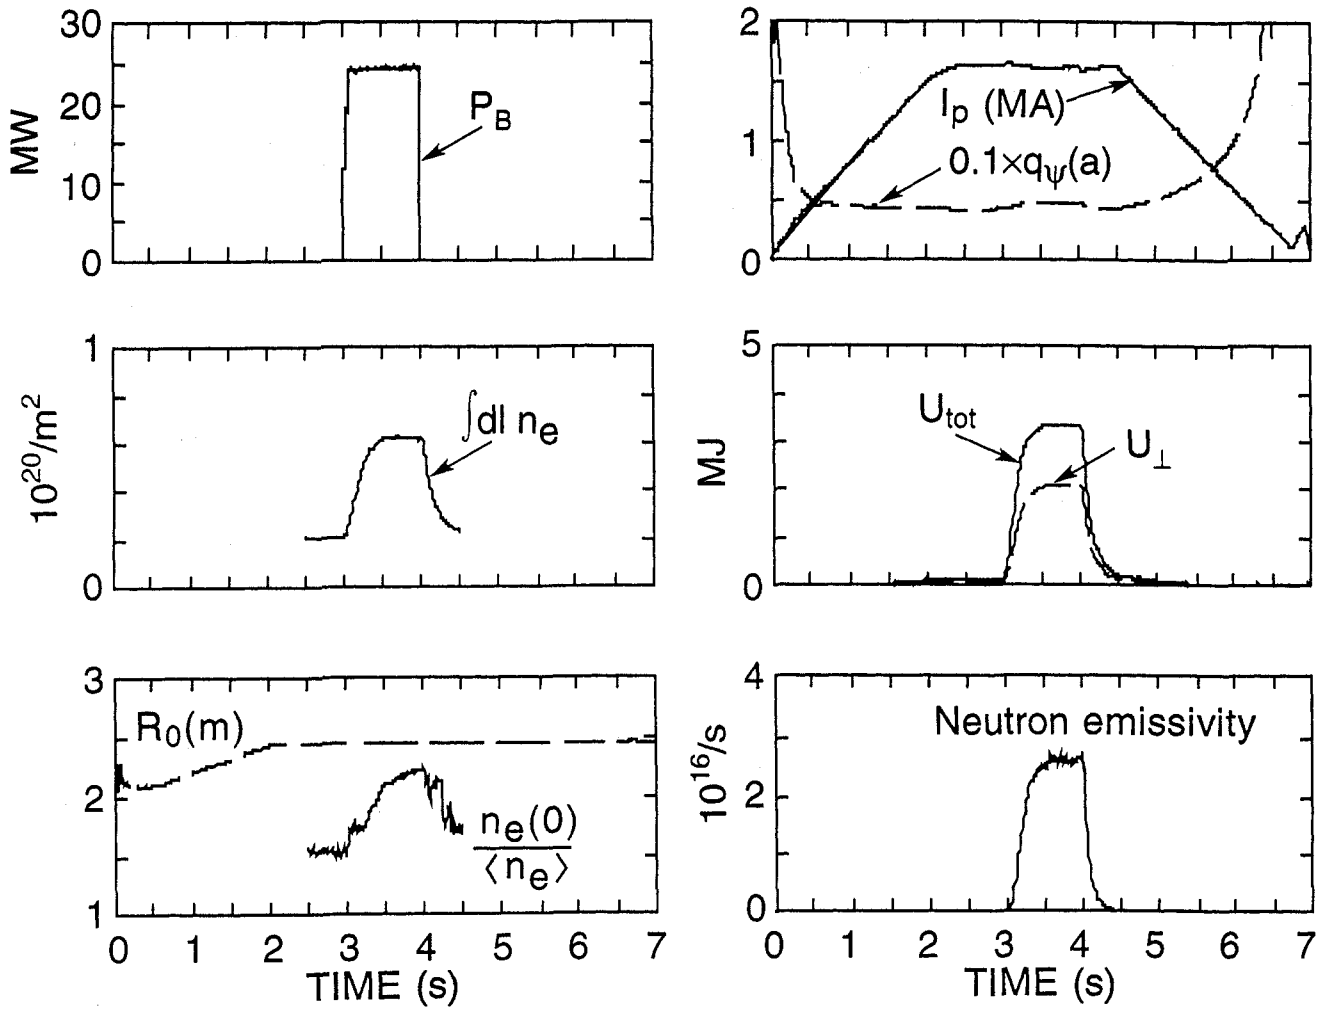 30
20
10
0
MW
P_B
2
1
0
I_p (MA)
0.1×q_ψ(a)
1
0
10^20/m^2
∫dl n_e
5
0
MJ
U_tot
U_⊥
3
2
1
R_0(m)
n_e(0)
⟨n_e⟩
0 1 2 3 4 5 6 7
TIME (s)
4
2
0
10^16/s
Neutron emissivity
0 1 2 3 4 5 6 7
TIME (s)